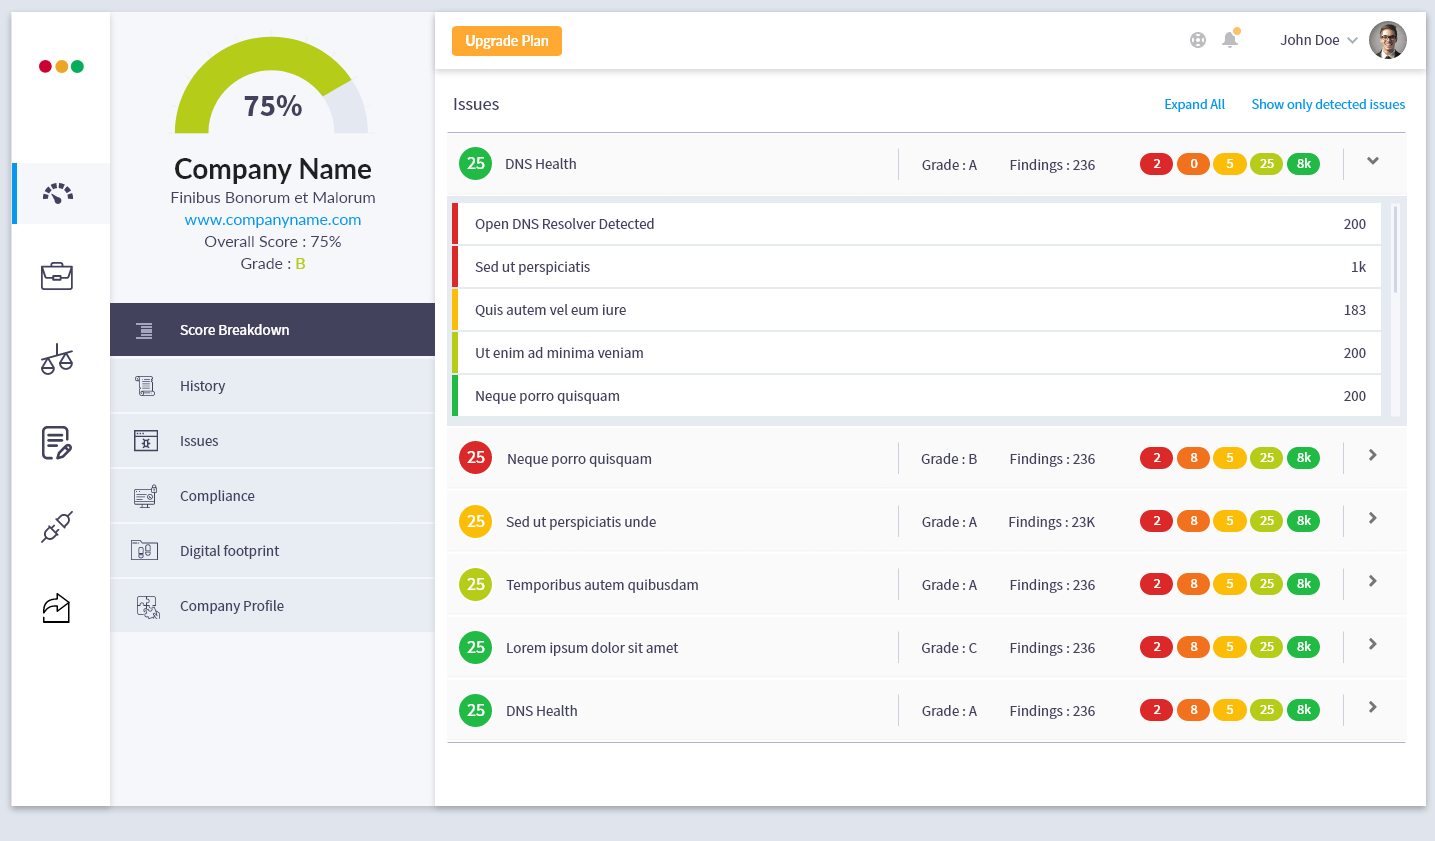 Upgrade Plan
John Doe
75%
Company Name
Finibus Bonorum et Malorum
www.companyname.com
Overall Score : 75%
Grade : B
Score Breakdown
History
Issues
Compliance
Digital footprint
Company Profile
Issues
Expand All
Show only detected issues
25 DNS Health Grade : A Findings : 236 2 0 5 25 8k
Open DNS Resolver Detected 200
Sed ut perspiciatis 1k
Quis autem vel eum iure 183
Ut enim ad minima veniam 200
Neque porro quisquam 200
25 Neque porro quisquam Grade : B Findings : 236 2 8 5 25 8k
25 Sed ut perspiciatis unde Grade : A Findings : 23K 2 8 5 25 8k
25 Temporibus autem quibusdam Grade : A Findings : 236 2 8 5 25 8k
25 Lorem ipsum dolor sit amet Grade : C Findings : 236 2 8 5 25 8k
25 DNS Health Grade : A Findings : 236 2 8 5 25 8k